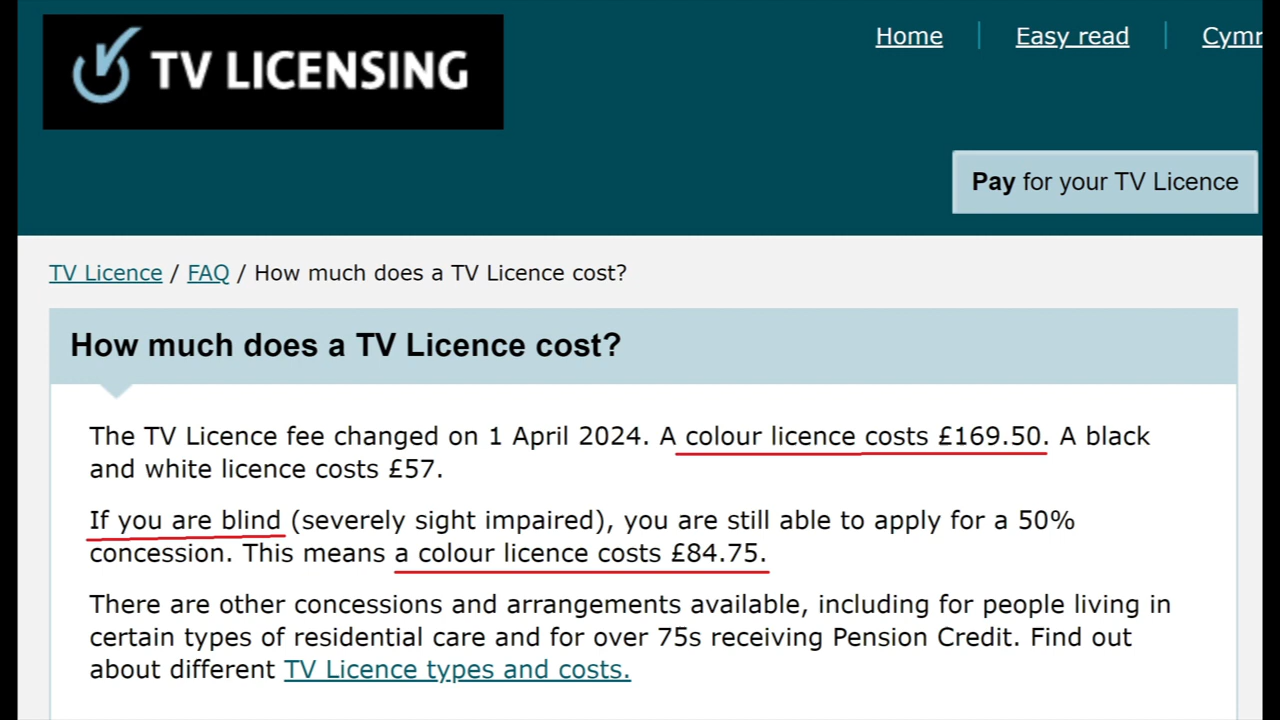 TV LICENSING
Home
Easy read
Cymr
Pay for your TV Licence
TV Licence / FAQ / How much does a TV Licence cost?
How much does a TV Licence cost?
The TV Licence fee changed on 1 April 2024. A colour licence costs £169.50. A black
and white licence costs £57.
If you are blind (severely sight impaired), you are still able to apply for a 50%
concession. This means a colour licence costs £84.75.
There are other concessions and arrangements available, including for people living in
certain types of residential care and for over 75s receiving Pension Credit. Find out
about different TV Licence types and costs.